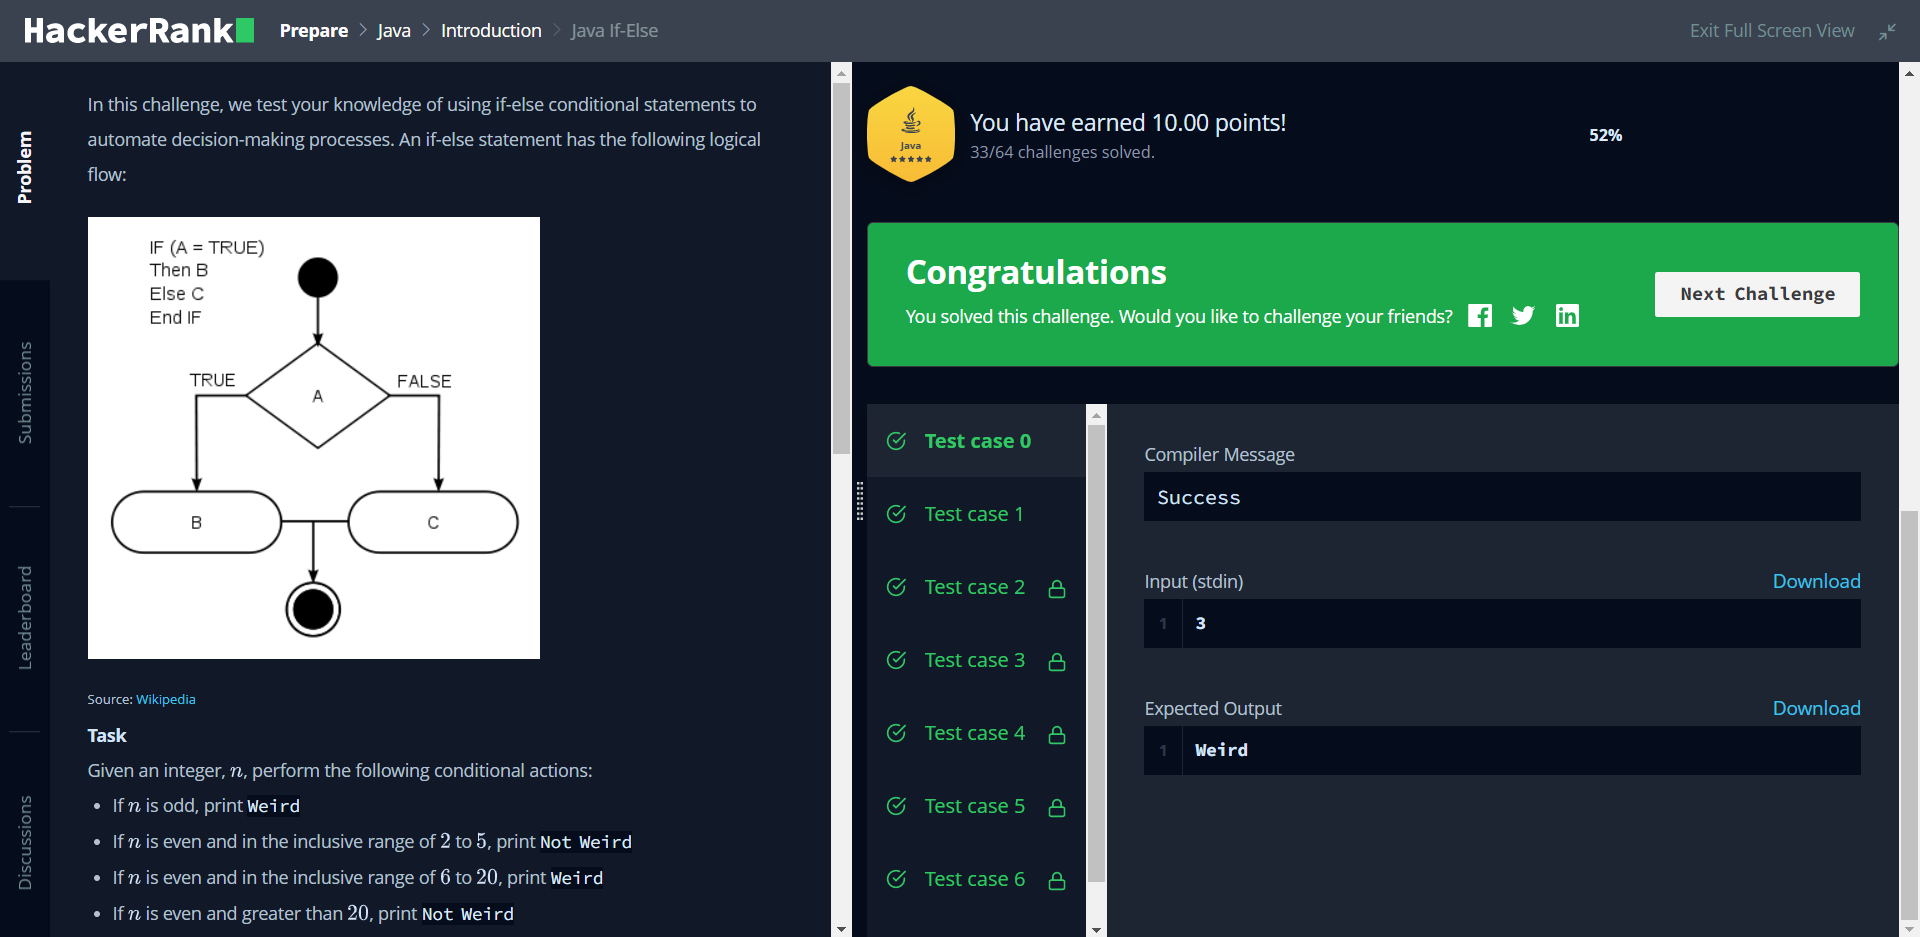 HackerRank
Prepare > Java > Introduction > Java If-Else
Exit Full Screen View
Problem
Submissions
Leaderboard
Discussions
In this challenge, we test your knowledge of using if-else conditional statements to
automate decision-making processes. An if-else statement has the following logical
flow:
IF (A = TRUE)
Then B
Else C
End IF
TRUE
FALSE
A
B
C
Source: Wikipedia
Task
Given an integer, n, perform the following conditional actions:
• If n is odd, print Weird
• If n is even and in the inclusive range of 2 to 5, print Not Weird
• If n is even and in the inclusive range of 6 to 20, print Weird
• If n is even and greater than 20, print Not Weird
Java
★★★★★
You have earned 10.00 points!
33/64 challenges solved.
52%
Congratulations
You solved this challenge. Would you like to challenge your friends?
Next Challenge
Test case 0
Test case 1
Test case 2
Test case 3
Test case 4
Test case 5
Test case 6
Compiler Message
Success
Input (stdin)
Download
1 3
Expected Output
Download
1 Weird